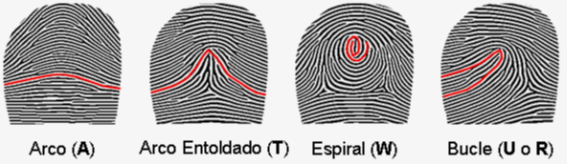 Arco (A) Arco Entoldado (T) Espiral (W) Bucle (U o R)